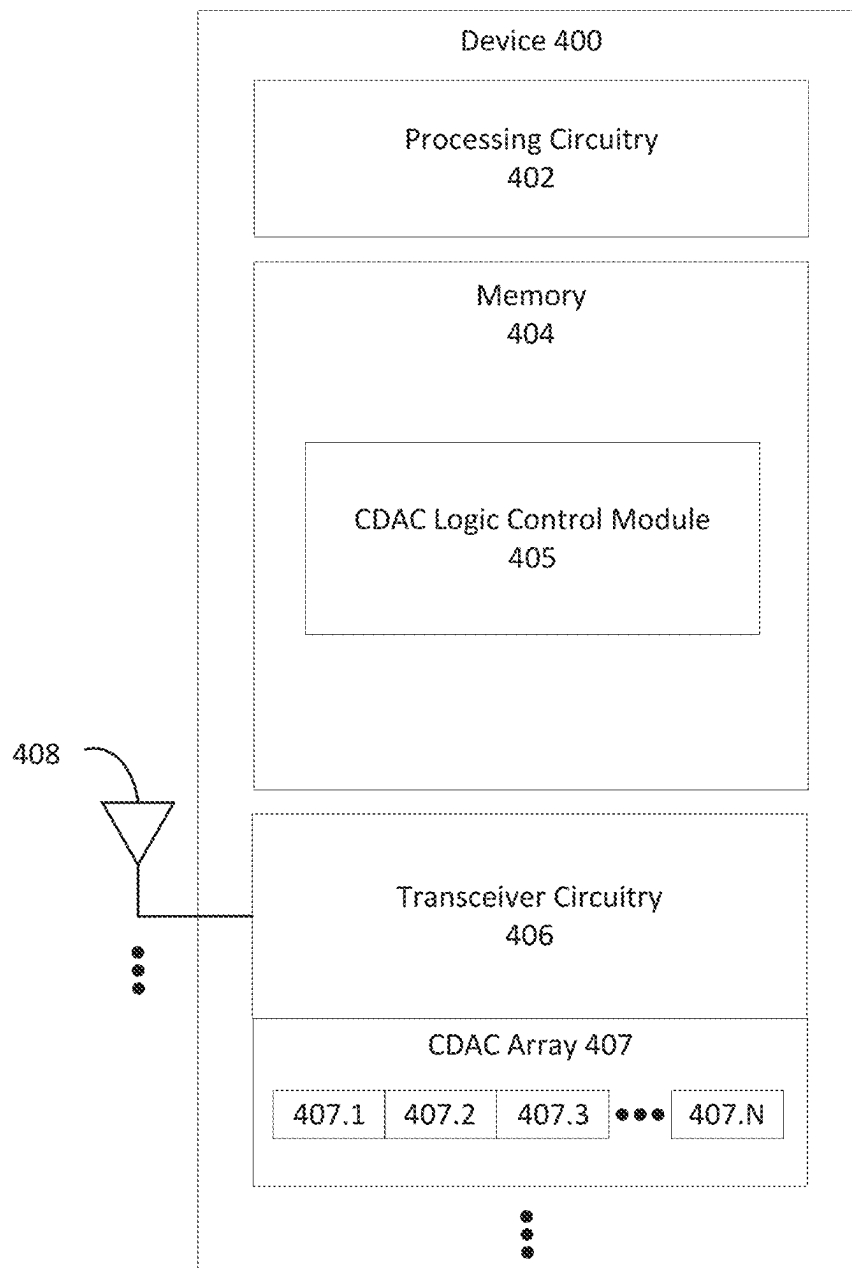 Device 400
Processing Circuitry
402
Memory
404
CDAC Logic Control Module
405
408
Transceiver Circuitry
406
CDAC Array 407
407.1 407.2 407.3 ●●● 407.N